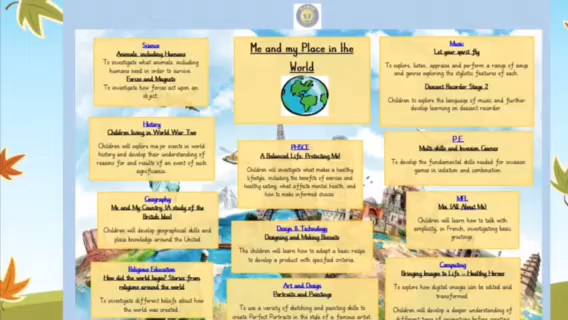 Me and my Place in the
World
Science
Animals, including Humans
To investigate what animals, including
humans need in order to survive.
Forces and Magnets
To investigate how forces act upon an
object.
History
Children living in World War Two
Children will explore major events in world
history and develop their understanding of
reasons for and results of an event of such
significance.
Geography
Me and My Country (A study of the
British Isles)
Children will develop geographical skills and
place knowledge around the United
Religious Education
How did the world begin? Stories from
religions around the world
To investigate different beliefs about how
the world was created.
PHSCE
A Balanced Life: Protecting Me!
Children will investigate what makes a healthy
lifestyle, including the benefits of exercise and
healthy eating, what affects mental health, and
how to make informed choices
Design & Technology
Designing and Making Biscuits
The children will learn how to adapt a basic recipe
to develop a product with specified criteria.
Art and Design
Portraits and Paintings
To use a variety of sketching and painting skills to
create Perfect Portraits in the style of a famous artist.
Music
Let your spirit fly
To explore, listen, appraise and perform a range of songs
and genre exploring the stylistic features of each.
Descant Recorder Stage 2
Children to explore the language of music and further
develop learning on descant recorder
P.E.
Multi skills and Invasion Games
To develop the fundamental skills needed for invasion
games in isolation and combination.
MFL
Moi (All About Me)
Children will learn how to talk with
simplicity, in French, investigating basic
greetings.
Computing
Bringing Images to Life – Healthy Heroes
To explore how digital images can be edited and
transformed.
Children will develop a deeper understanding of
different types of computing before creating